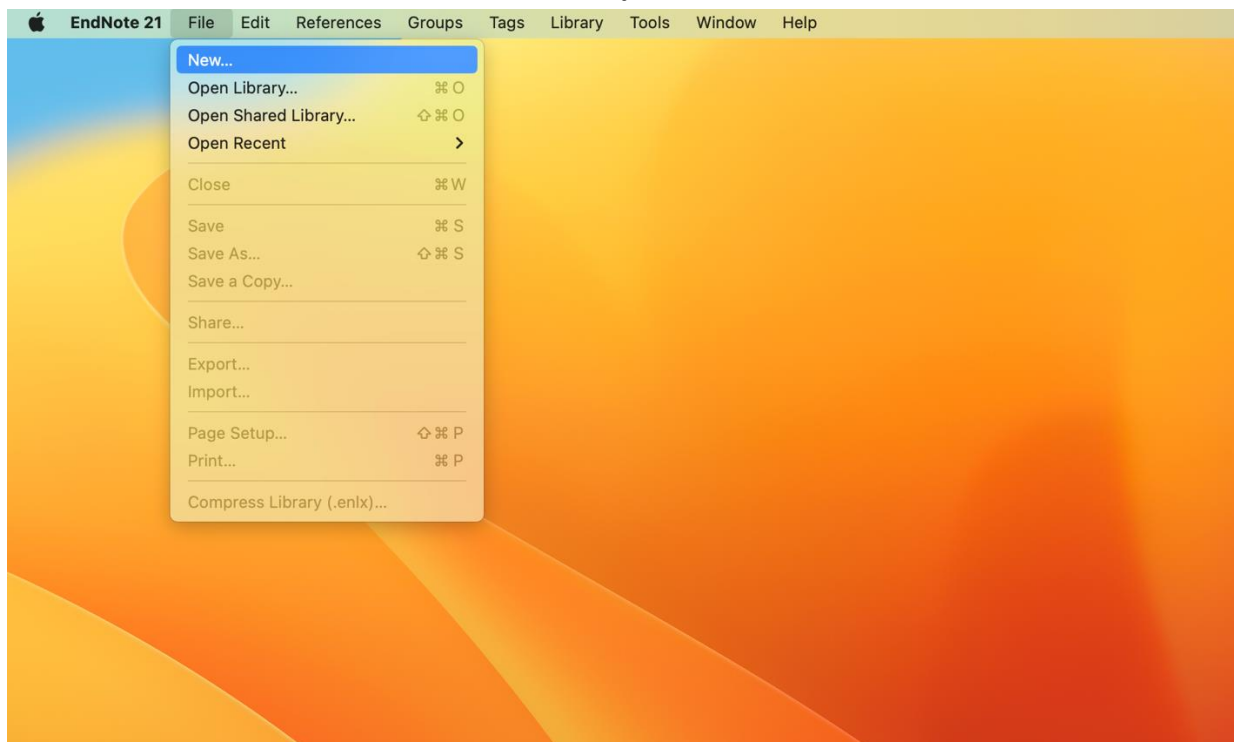 EndNote 21 File Edit References Groups Tags Library Tools Window Help
New...
Open Library... ⌘ O
Open Shared Library... ⇧ ⌘ O
Open Recent >
Close ⌘ W
Save ⌘ S
Save As... ⇧ ⌘ S
Save a Copy...
Share...
Export...
Import...
Page Setup... ⇧ ⌘ P
Print... ⌘ P
Compress Library (.enlx)...